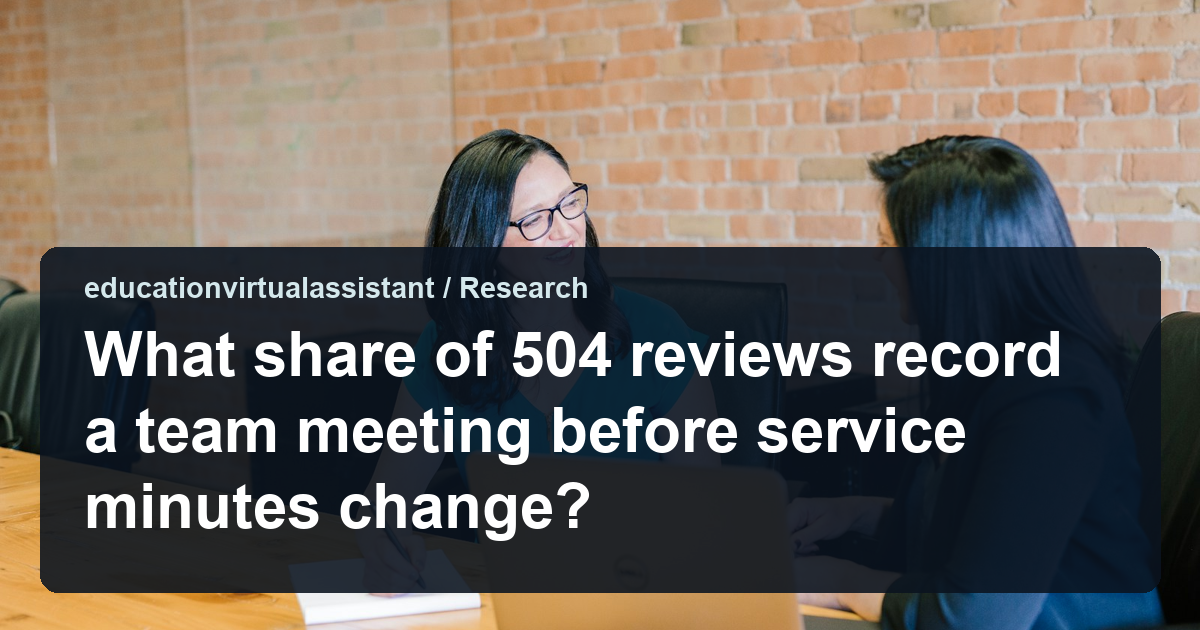 educationvirtualassistant / Research
What share of 504 reviews record
a team meeting before service
minutes change?